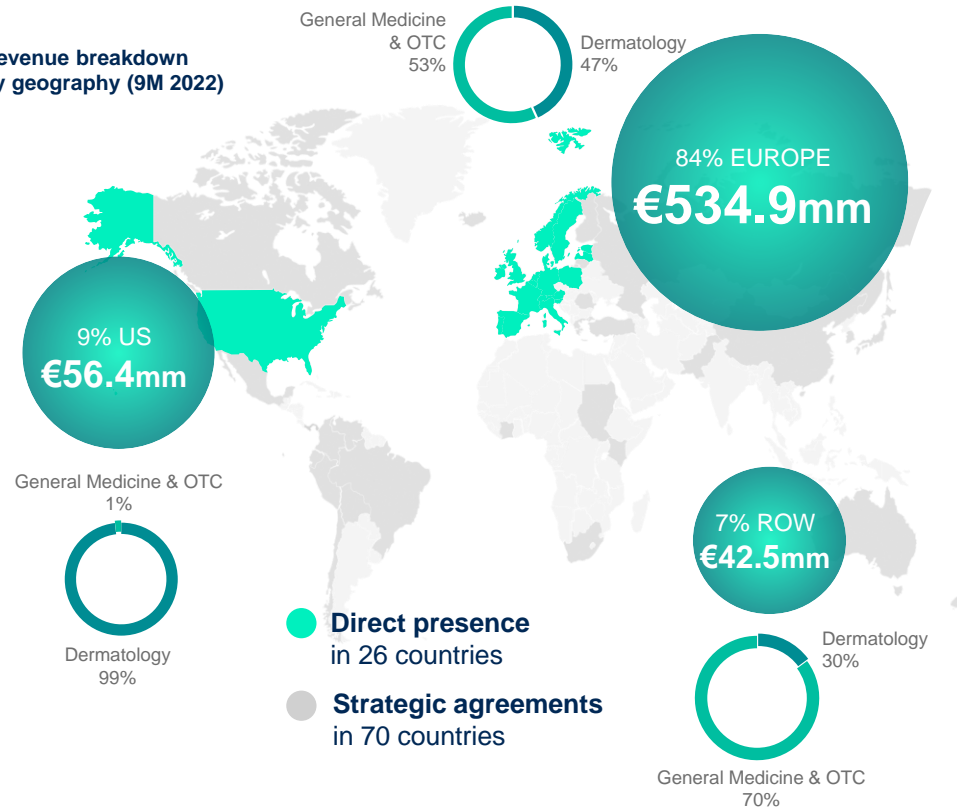 evenue breakdown
y geography (9M 2022)
General Medicine
& OTC
53%
Dermatology
47%
84% EUROPE
€534.9mm
9% US
€56.4mm
General Medicine & OTC
1%
Dermatology
99%
7% ROW
€42.5mm
Dermatology
30%
General Medicine & OTC
70%
Direct presence
in 26 countries
Strategic agreements
in 70 countries